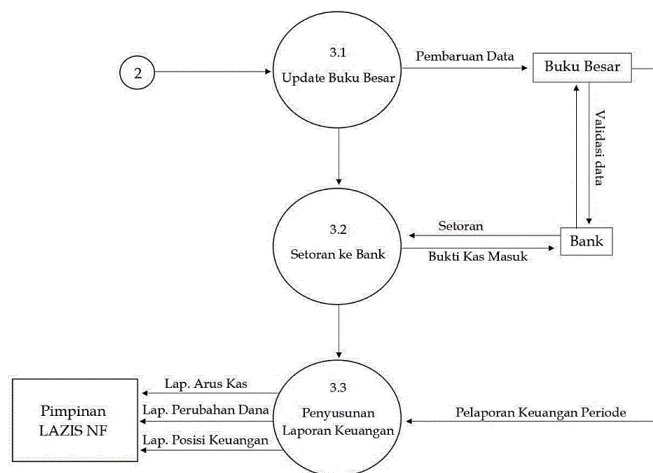 3.1
Update Buku Besar
2
Pembaruan Data
Buku Besar
Validasi data
3.2
Setoran ke Bank
Setoran
Bukti Kas Masuk
Bank
3.3
Penyusunan
Laporan Keuangan
Lap. Arus Kas
Lap. Perubahan Dana
Lap. Posisi Keuangan
Pimpinan
LAZIS NF
Pelaporan Keuangan Periode